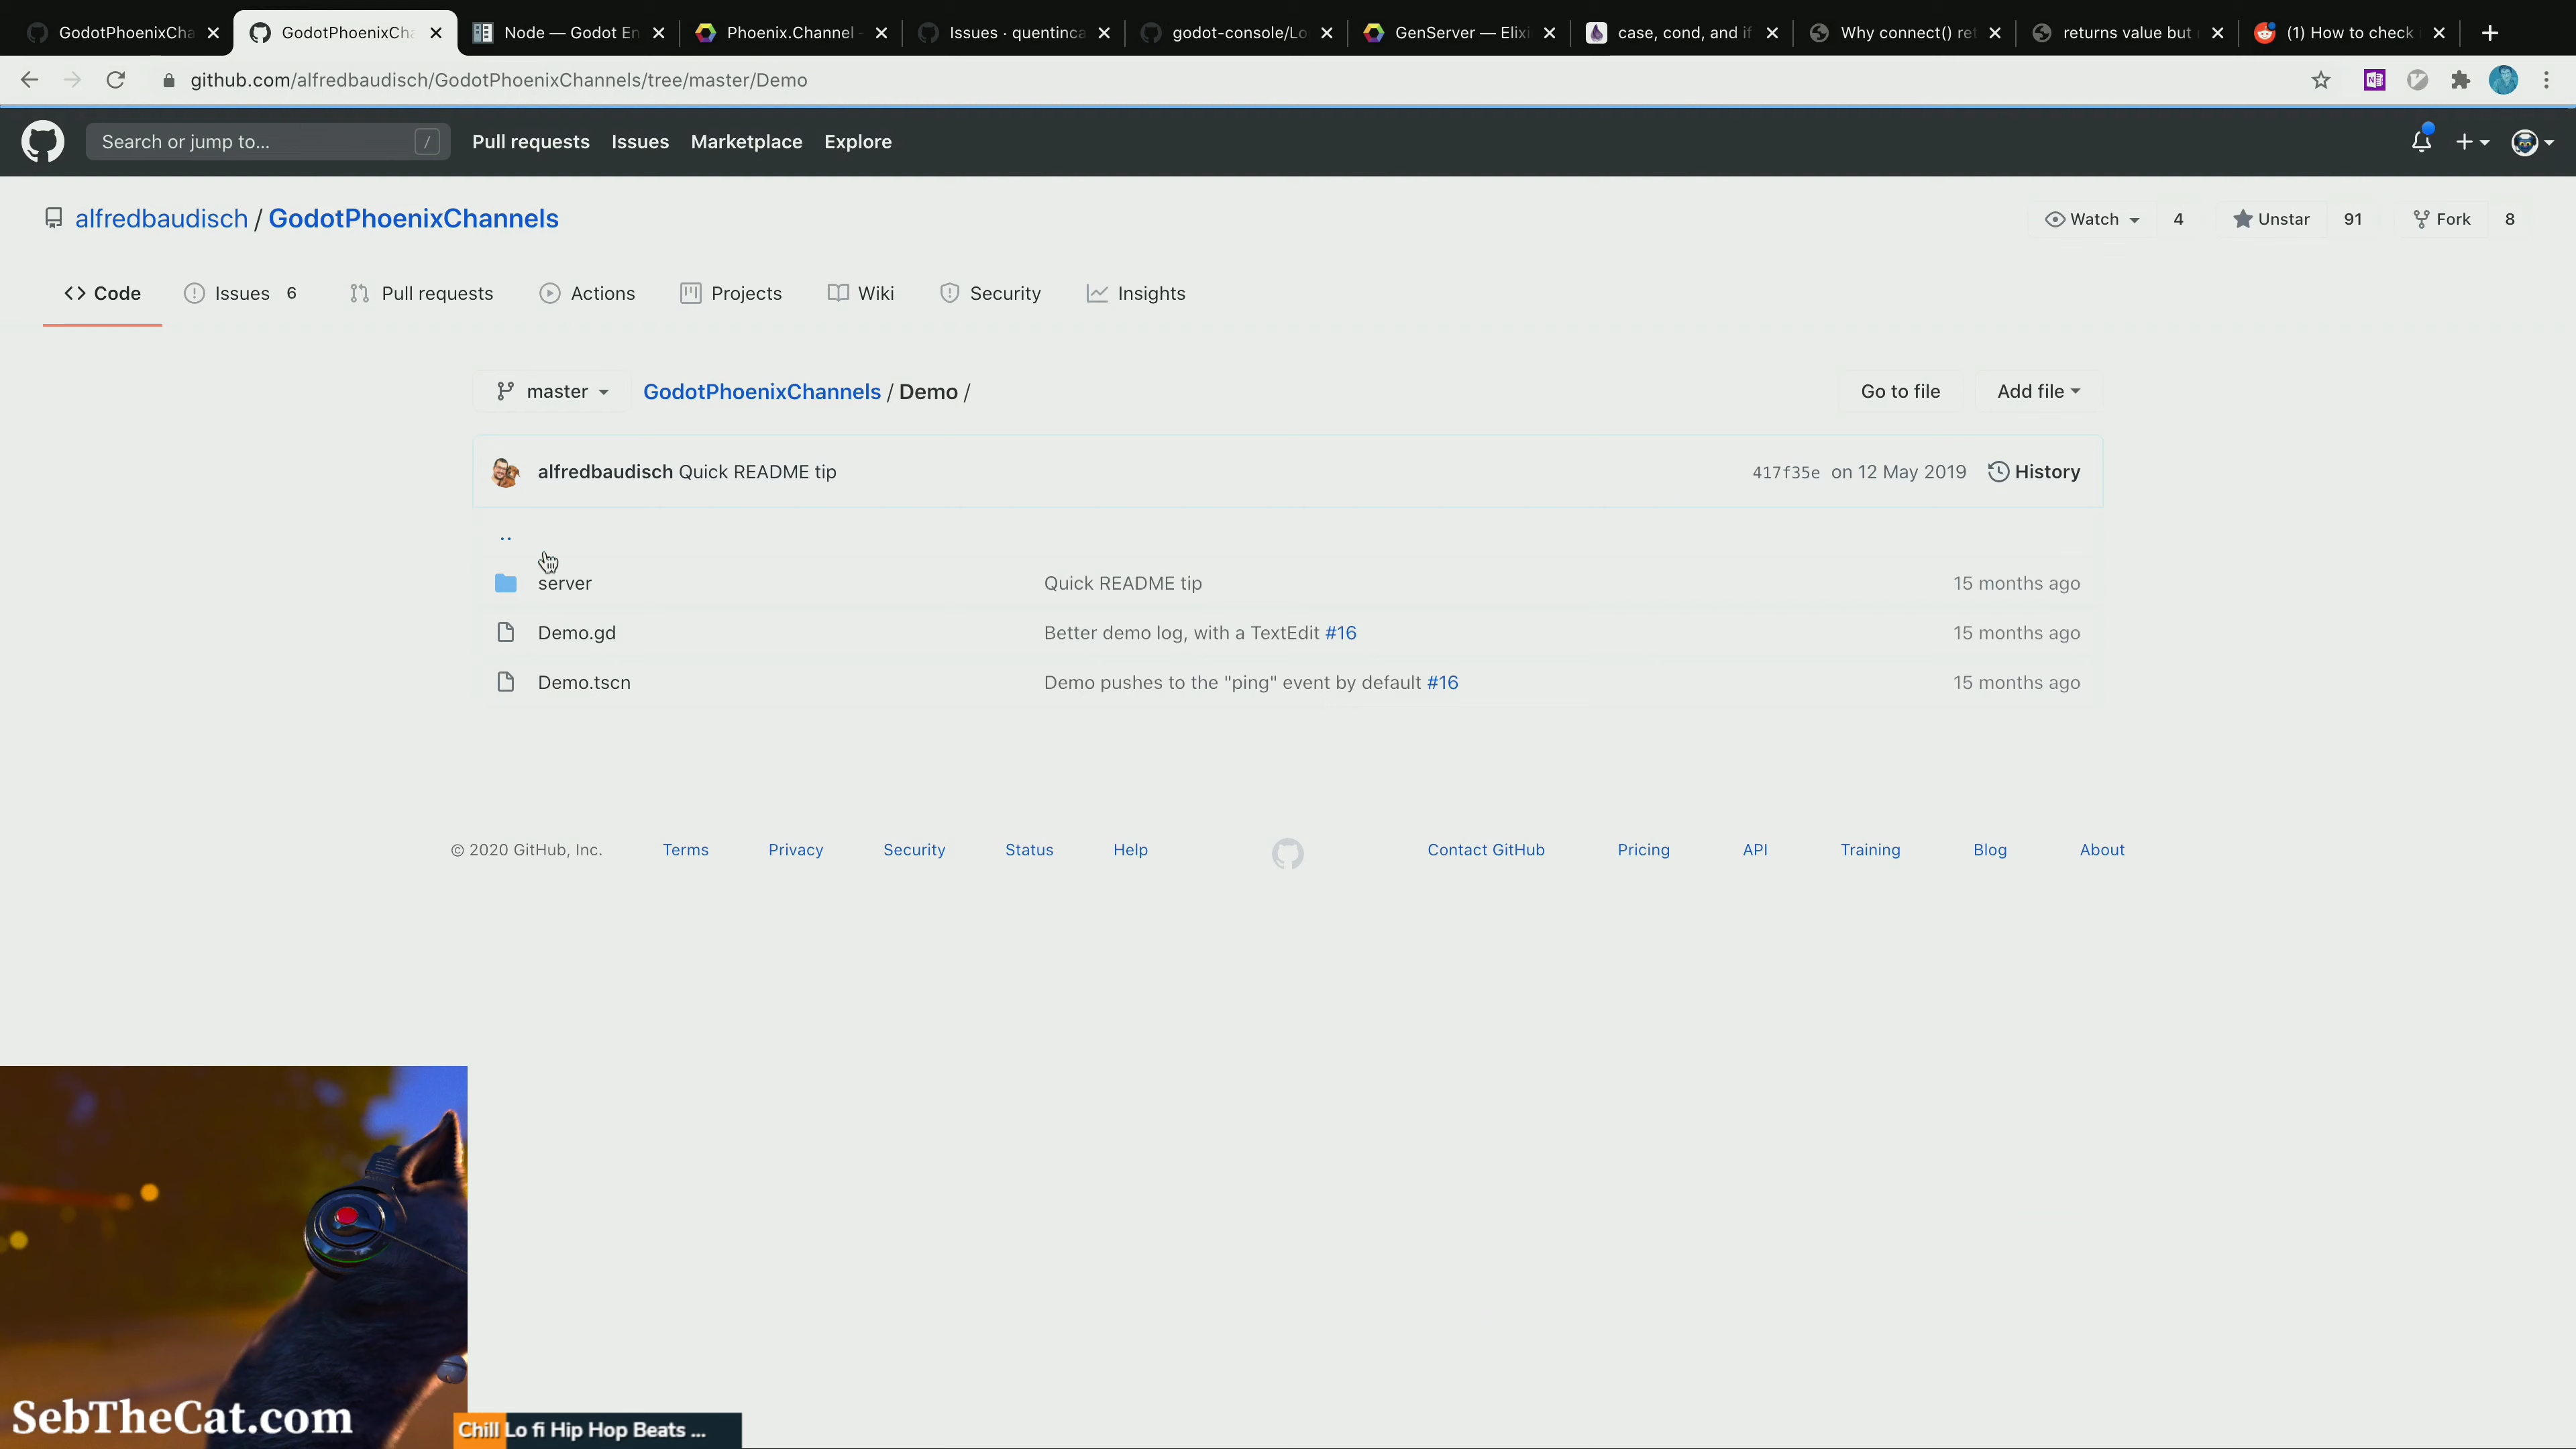 GodotPhoenixCha
GodotPhoenixCha
Node — Godot En
Phoenix.Channel -
Issues · quentinca
godot-console/Lo
GenServer — Elixi
case, cond, and if
Why connect() ret
returns value but
(1) How to check
github.com/alfredbaudisch/GodotPhoenixChannels/tree/master/Demo
Search or jump to...
/
Pull requests
Issues
Marketplace
Explore
alfredbaudisch / GodotPhoenixChannels
Watch 4
Unstar 91
Fork 8
Code
Issues 6
Pull requests
Actions
Projects
Wiki
Security
Insights
master
GodotPhoenixChannels / Demo /
Go to file
Add file
alfredbaudisch Quick README tip
417f35e on 12 May 2019
History
..
server Quick README tip 15 months ago
Demo.gd Better demo log, with a TextEdit #16 15 months ago
Demo.tscn Demo pushes to the "ping" event by default #16 15 months ago
© 2020 GitHub, Inc.
Terms
Privacy
Security
Status
Help
Contact GitHub
Pricing
API
Training
Blog
About
SebTheCat.com
Chill Lo fi Hip Hop Beats ...